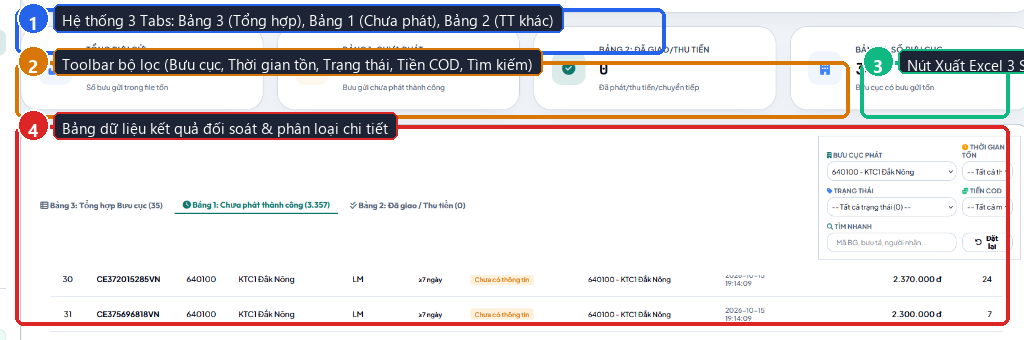 1 Hệ thống 3 Tabs: Bảng 3 (Tổng hợp), Bảng 1 (Chưa phát), Bảng 2 (TT khác)
BẢNG 2: ĐÃ GIAO/THU TIỀN
2 Toolbar bộ lọc (Bưu cục, Thời gian tồn, Trạng thái, Tiền COD, Tìm kiếm)
0
3 Nút Xuất Excel 3 S
Số bưu gửi trong file tồn
Bưu gửi chưa phát thành công
Đã phát/thu tiền/chuyển tiếp
Bưu cục có bưu gửi tồn
4 Bảng dữ liệu kết quả đối soát & phân loại chi tiết
BƯU CỤC PHÁT
THỜI GIAN TỒN
640100 - KTC1 Đắk Nông
-- Tất cả th
TRẠNG THÁI
TIỀN COD
-- Tất cả trạng thái (0) --
-- Tất cả m
TÌM NHANH
Mã BG, bưu tá, người nhận...
Đặt lại
Bảng 3: Tổng hợp Bưu cục (35)
Bảng 1: Chưa phát thành công (3.357)
Bảng 2: Đã giao / Thu tiền (0)
30 CE372015285VN 640100 KTC1 Đắk Nông LM ≥7 ngày Chưa có thông tin 640100 - KTC1 Đắk Nông 2026-10-15 19:14:09 2.370.000 đ 24
31 CE375696818VN 640100 KTC1 Đắk Nông LM ≥7 ngày Chưa có thông tin 640100 - KTC1 Đắk Nông 2026-10-15 19:14:09 2.300.000 đ 7